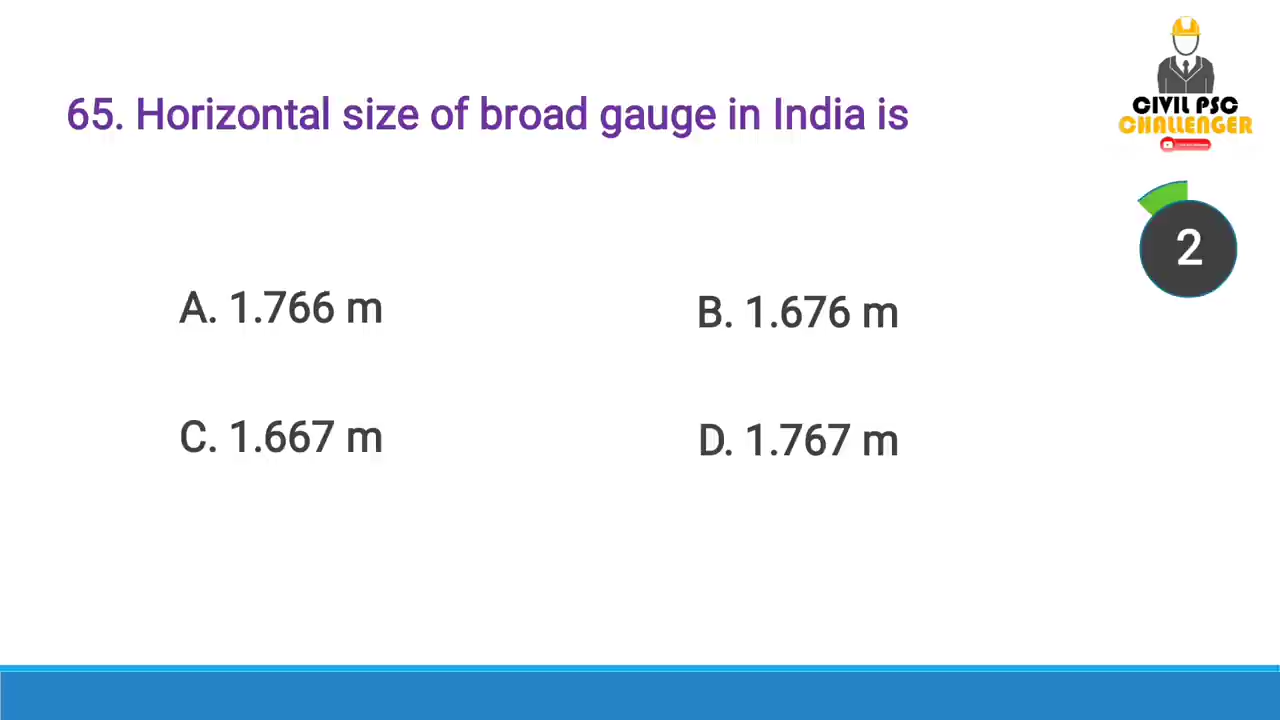 65. Horizontal size of broad gauge in India is
CIVIL PSC
CHALLENGER
2
A. 1.766 m
B. 1.676 m
C. 1.667 m
D. 1.767 m